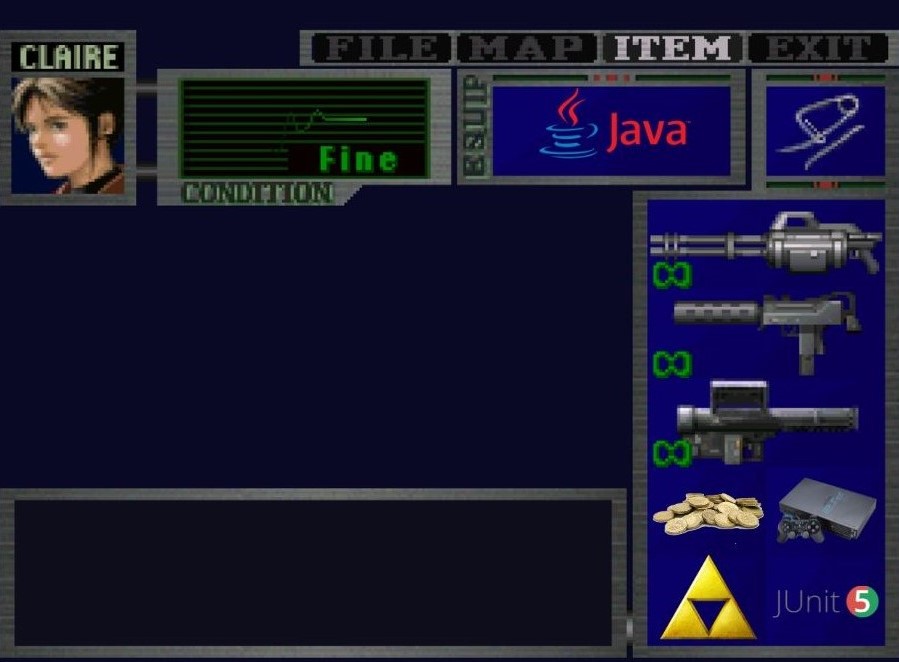 CLAIRE
FILE MAP ITEM EXIT
EQUIP
Java
Fine
CONDITION
∞
∞
∞
JUnit 5